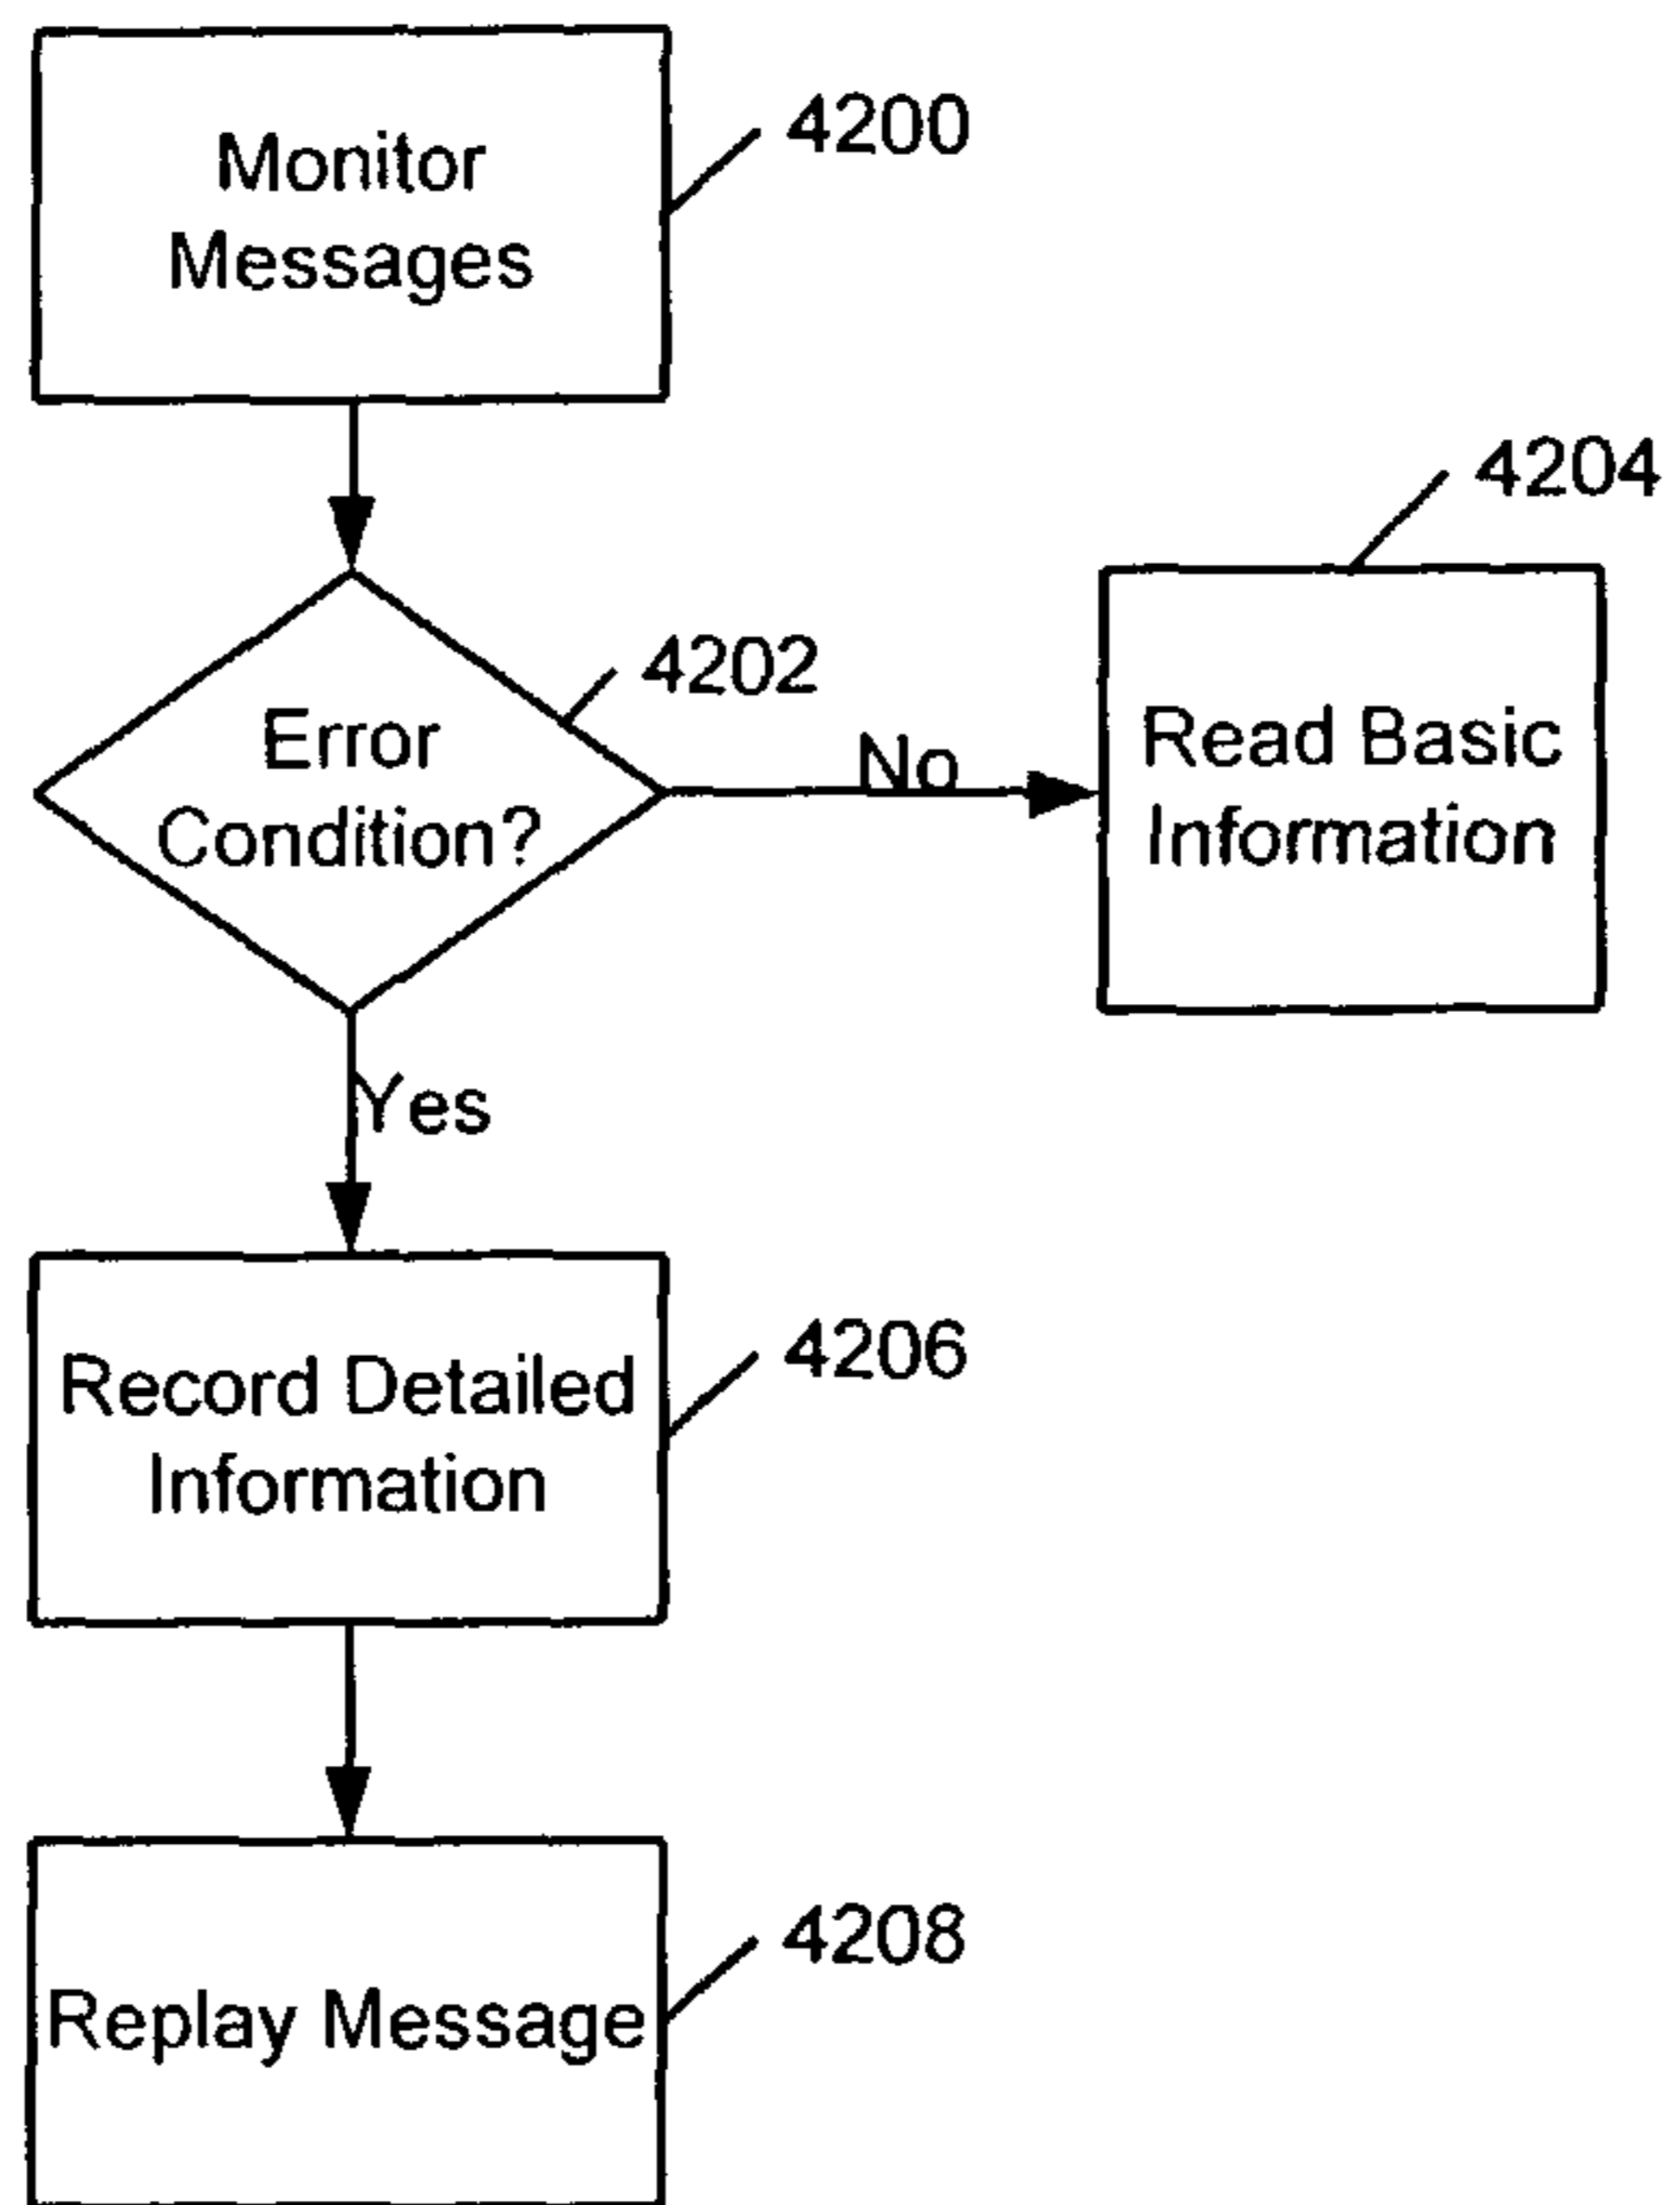 Monitor
Messages
4200
Error
Condition?
4202
No
Read Basic
Information
4204
Yes
Record Detailed
Information
4206
Replay Message
4208